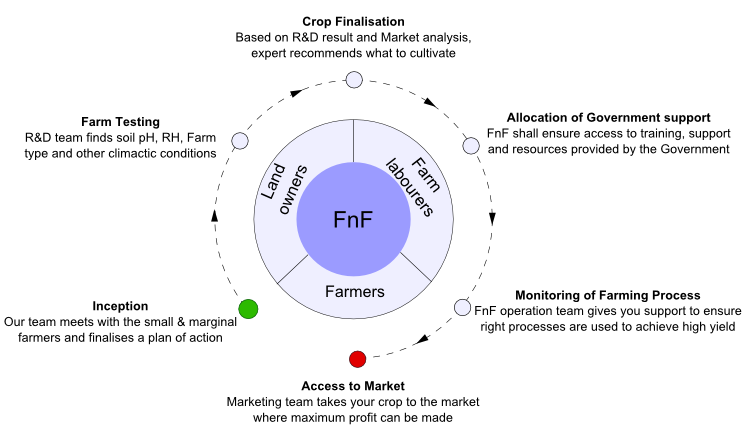 Crop Finalisation
Based on R&D result and Market analysis,
expert recommends what to cultivate
Farm Testing
R&D team finds soil pH, RH, Farm
type and other climactic conditions
Allocation of Government support
FnF shall ensure access to training, support
and resources provided by the Government
Land
owners
Farm
labourers
FnF
Farmers
Inception
Our team meets with the small & marginal
farmers and finalises a plan of action
Monitoring of Farming Process
FnF operation team gives you support to ensure
right processes are used to achieve high yield
Access to Market
Marketing team takes your crop to the market
where maximum profit can be made